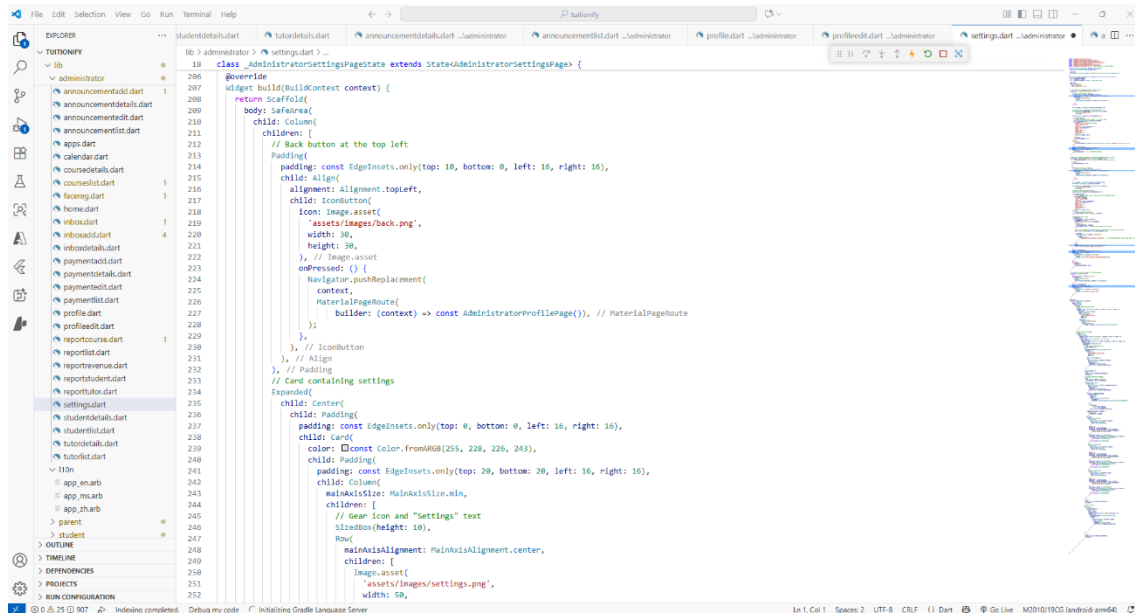 File Edit Selection View Go Run Terminal Help
tuitionify
EXPLORER
studentdetails.dart tutordetails.dart announcementdetails.dart ...\administrator announcementlist.dart ...\administrator profile.dart ...\administrator profileedit.dart ...\administrator settings.dart ...\administrator
TUITIONIFY
lib
administrator
announcementadd.dart 1
announcementdetails.dart
announcementedit.dart
announcementlist.dart
apps.dart
calendar.dart
coursedetails.dart
courseslist.dart 1
facereg.dart 1
home.dart
inbox.dart 1
inboxadd.dart 4
inboxdetails.dart
paymentadd.dart
paymentdetails.dart
paymentedit.dart
paymentlist.dart
profile.dart
profileedit.dart
reportcourse.dart 1
reportlist.dart
reportrevenue.dart
reportstudent.dart
reporttutor.dart
settings.dart
studentdetails.dart
studentlist.dart
tutordetails.dart
tutorlist.dart
l10n
app_en.arb
app_ms.arb
app_zh.arb
parent
student
OUTLINE
TIMELINE
DEPENDENCIES
PROJECTS
RUN CONFIGURATION
lib > administrator > settings.dart > ...
18 class _AdministratorSettingsPageState extends State<AdministratorSettingsPage> {
206 @override
207 Widget build(BuildContext context) {
208 return Scaffold(
209 body: SafeArea(
210 child: Column(
211 children: [
212 // Back button at the top left
213 Padding(
214 padding: const EdgeInsets.only(top: 10, bottom: 0, left: 16, right: 16),
215 child: Align(
216 alignment: Alignment.topLeft,
217 child: IconButton(
218 icon: Image.asset(
219 'assets/images/back.png',
220 width: 30,
221 height: 30,
222 ), // Image.asset
223 onPressed: () {
224 Navigator.pushReplacement(
225 context,
226 MaterialPageRoute(
227 builder: (context) => const AdministratorProfilePage()), // MaterialPageRoute
228 );
229 },
230 ), // IconButton
231 ), // Align
232 ), // Padding
233 // Card containing settings
234 Expanded(
235 child: Center(
236 child: Padding(
237 padding: const EdgeInsets.only(top: 0, bottom: 0, left: 16, right: 16),
238 child: Card(
239 color: const Color.fromARGB(255, 228, 226, 243),
240 child: Padding(
241 padding: const EdgeInsets.only(top: 20, bottom: 20, left: 16, right: 16),
242 child: Column(
243 mainAxisSize: MainAxisSize.min,
244 children: [
245 // Gear icon and "Settings" text
246 SizedBox(height: 10),
247 Row(
248 mainAxisAlignment: MainAxisAlignment.center,
249 children: [
250 Image.asset(
251 'assets/images/settings.png',
252 width: 50,
0 25 907 Indexing completed. Debug my code Initializing Gradle Language Server Ln 1, Col 1 Spaces: 2 UTF-8 CRLF {} Dart Go Live M2010J19CG (android-arm64)